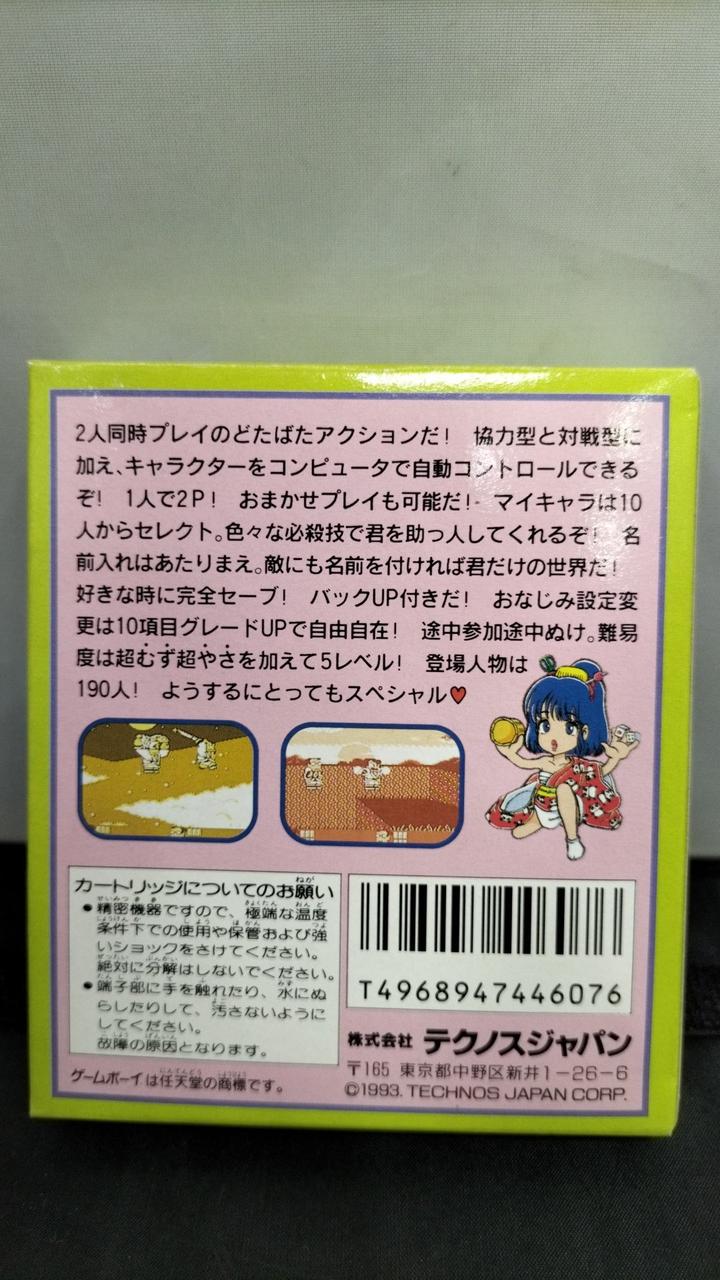 2人同時プレイのどたばたアクションだ！ 協力型と対戦型に
加え、キャラクターをコンピュータで自動コントロールできる
ぞ！ 1人で2P！ おまかせプレイも可能だ！ マイキャラは10
人からセレクト。色々な必殺技で君を助っ人してくれるぞ！ 名
前入れはあたりまえ。敵にも名前を付ければ君だけの世界だ！
好きな時に完全セーブ！ バックUP付きだ！ おなじみ設定変
更は10項目グレードUPで自由自在！ 途中参加途中ぬけ。難易
度は超むず超やさを加えて5レベル！ 登場人物は
190人！ ようするにとってもスペシャル♥
カートリッジについてのお願い
●精密機器ですので、極端な温度
条件下での使用や保管および強
いショックをさけてください。
絶対に分解はしないでください。
●端子部に手を触れたり、水にぬ
らしたりして、汚さないように
してください。
故障の原因となります。
ゲームボーイは任天堂の商標です。
T4968947446076
株式会社 テクノスジャパン
〒165 東京都中野区新井1-26-6
©1993. TECHNOS JAPAN CORP.